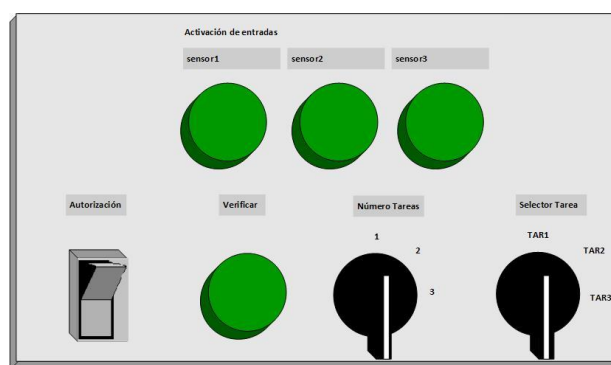 Activación de entradas
sensor1 sensor2 sensor3
Autorización Verificar Número Tareas Selector Tarea
1
2
3
TAR1
TAR2
TAR3